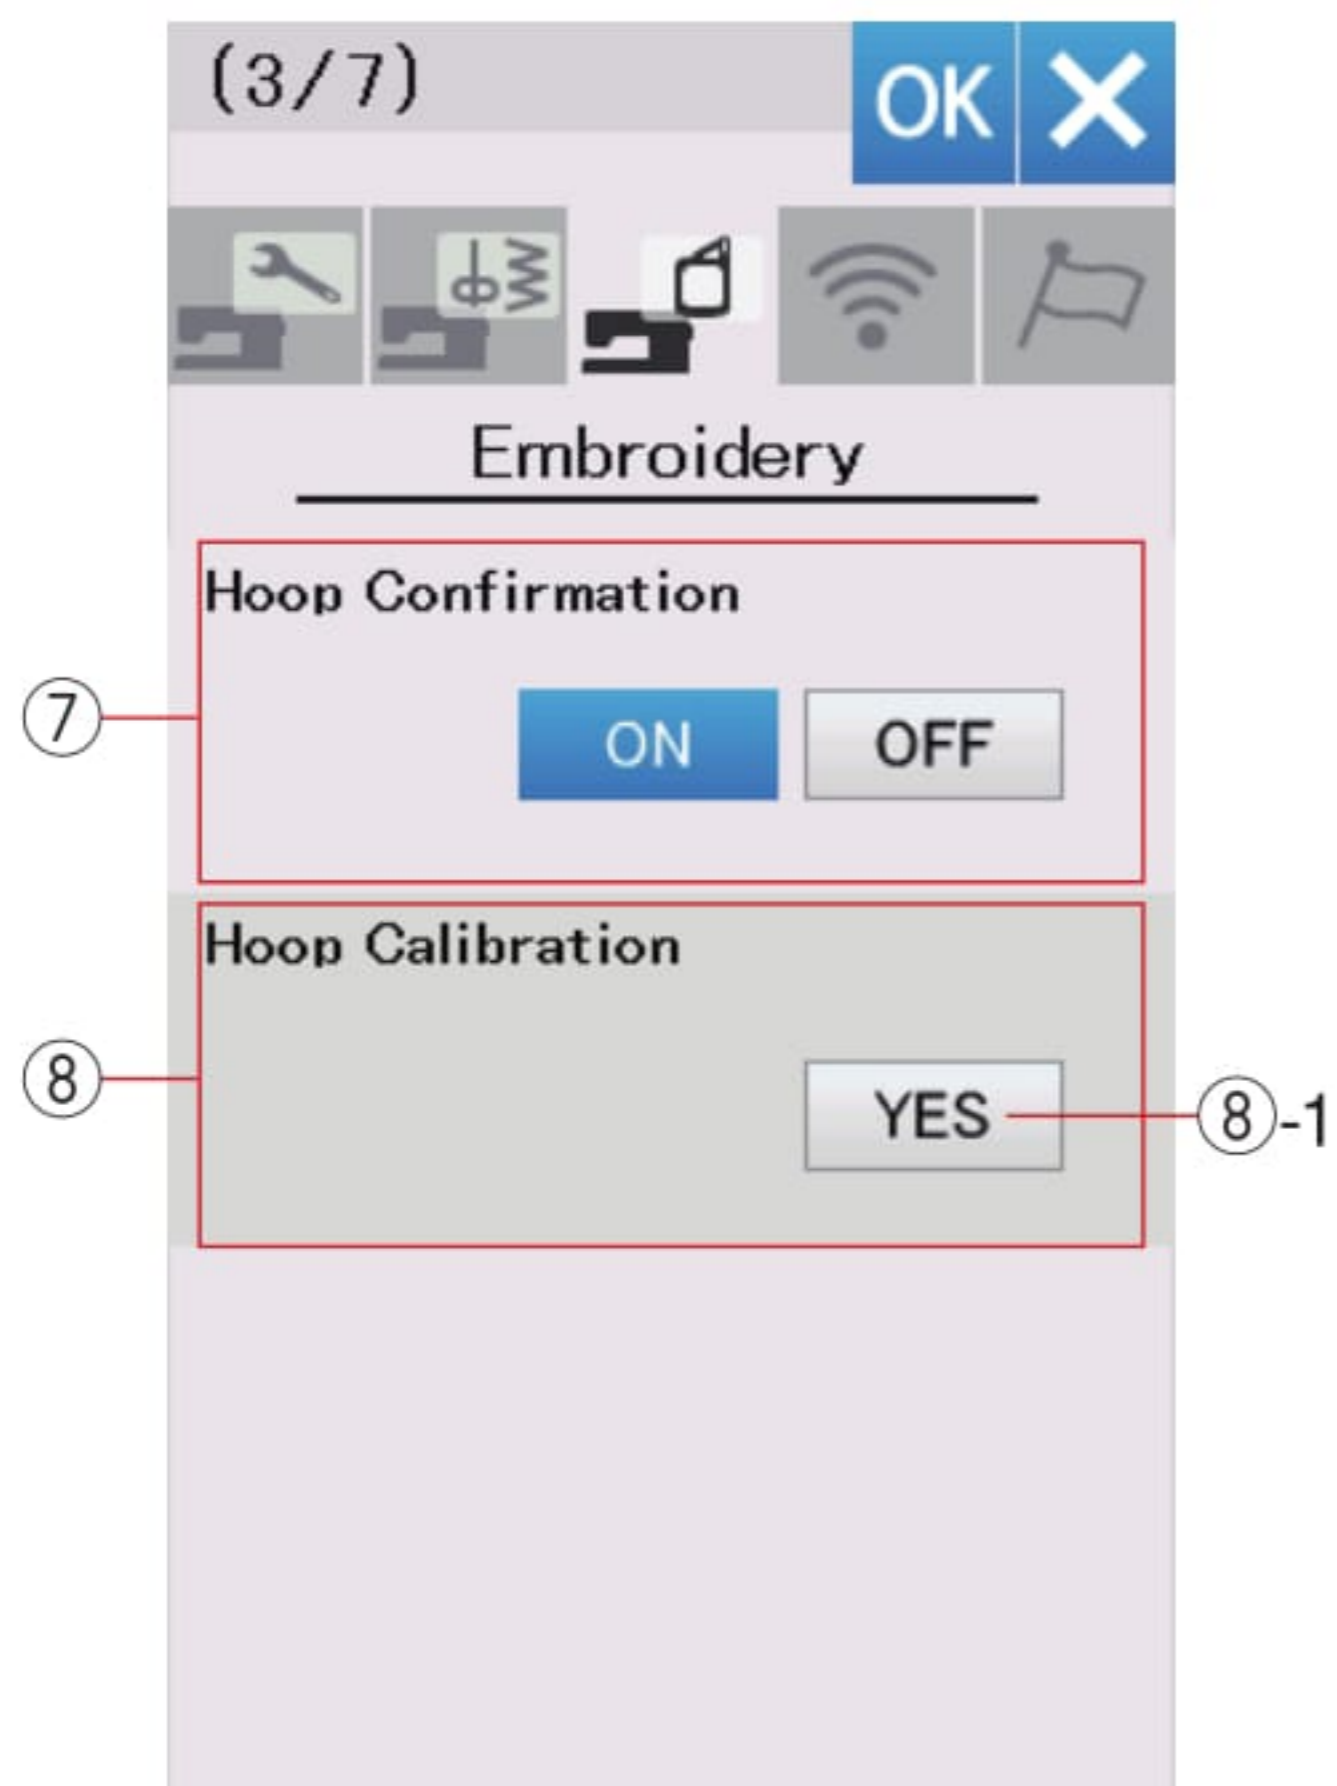 (3/7)
OK
Embroidery
Hoop Confirmation
⑦
ON OFF
Hoop Calibration
⑧
YES ⑧-1